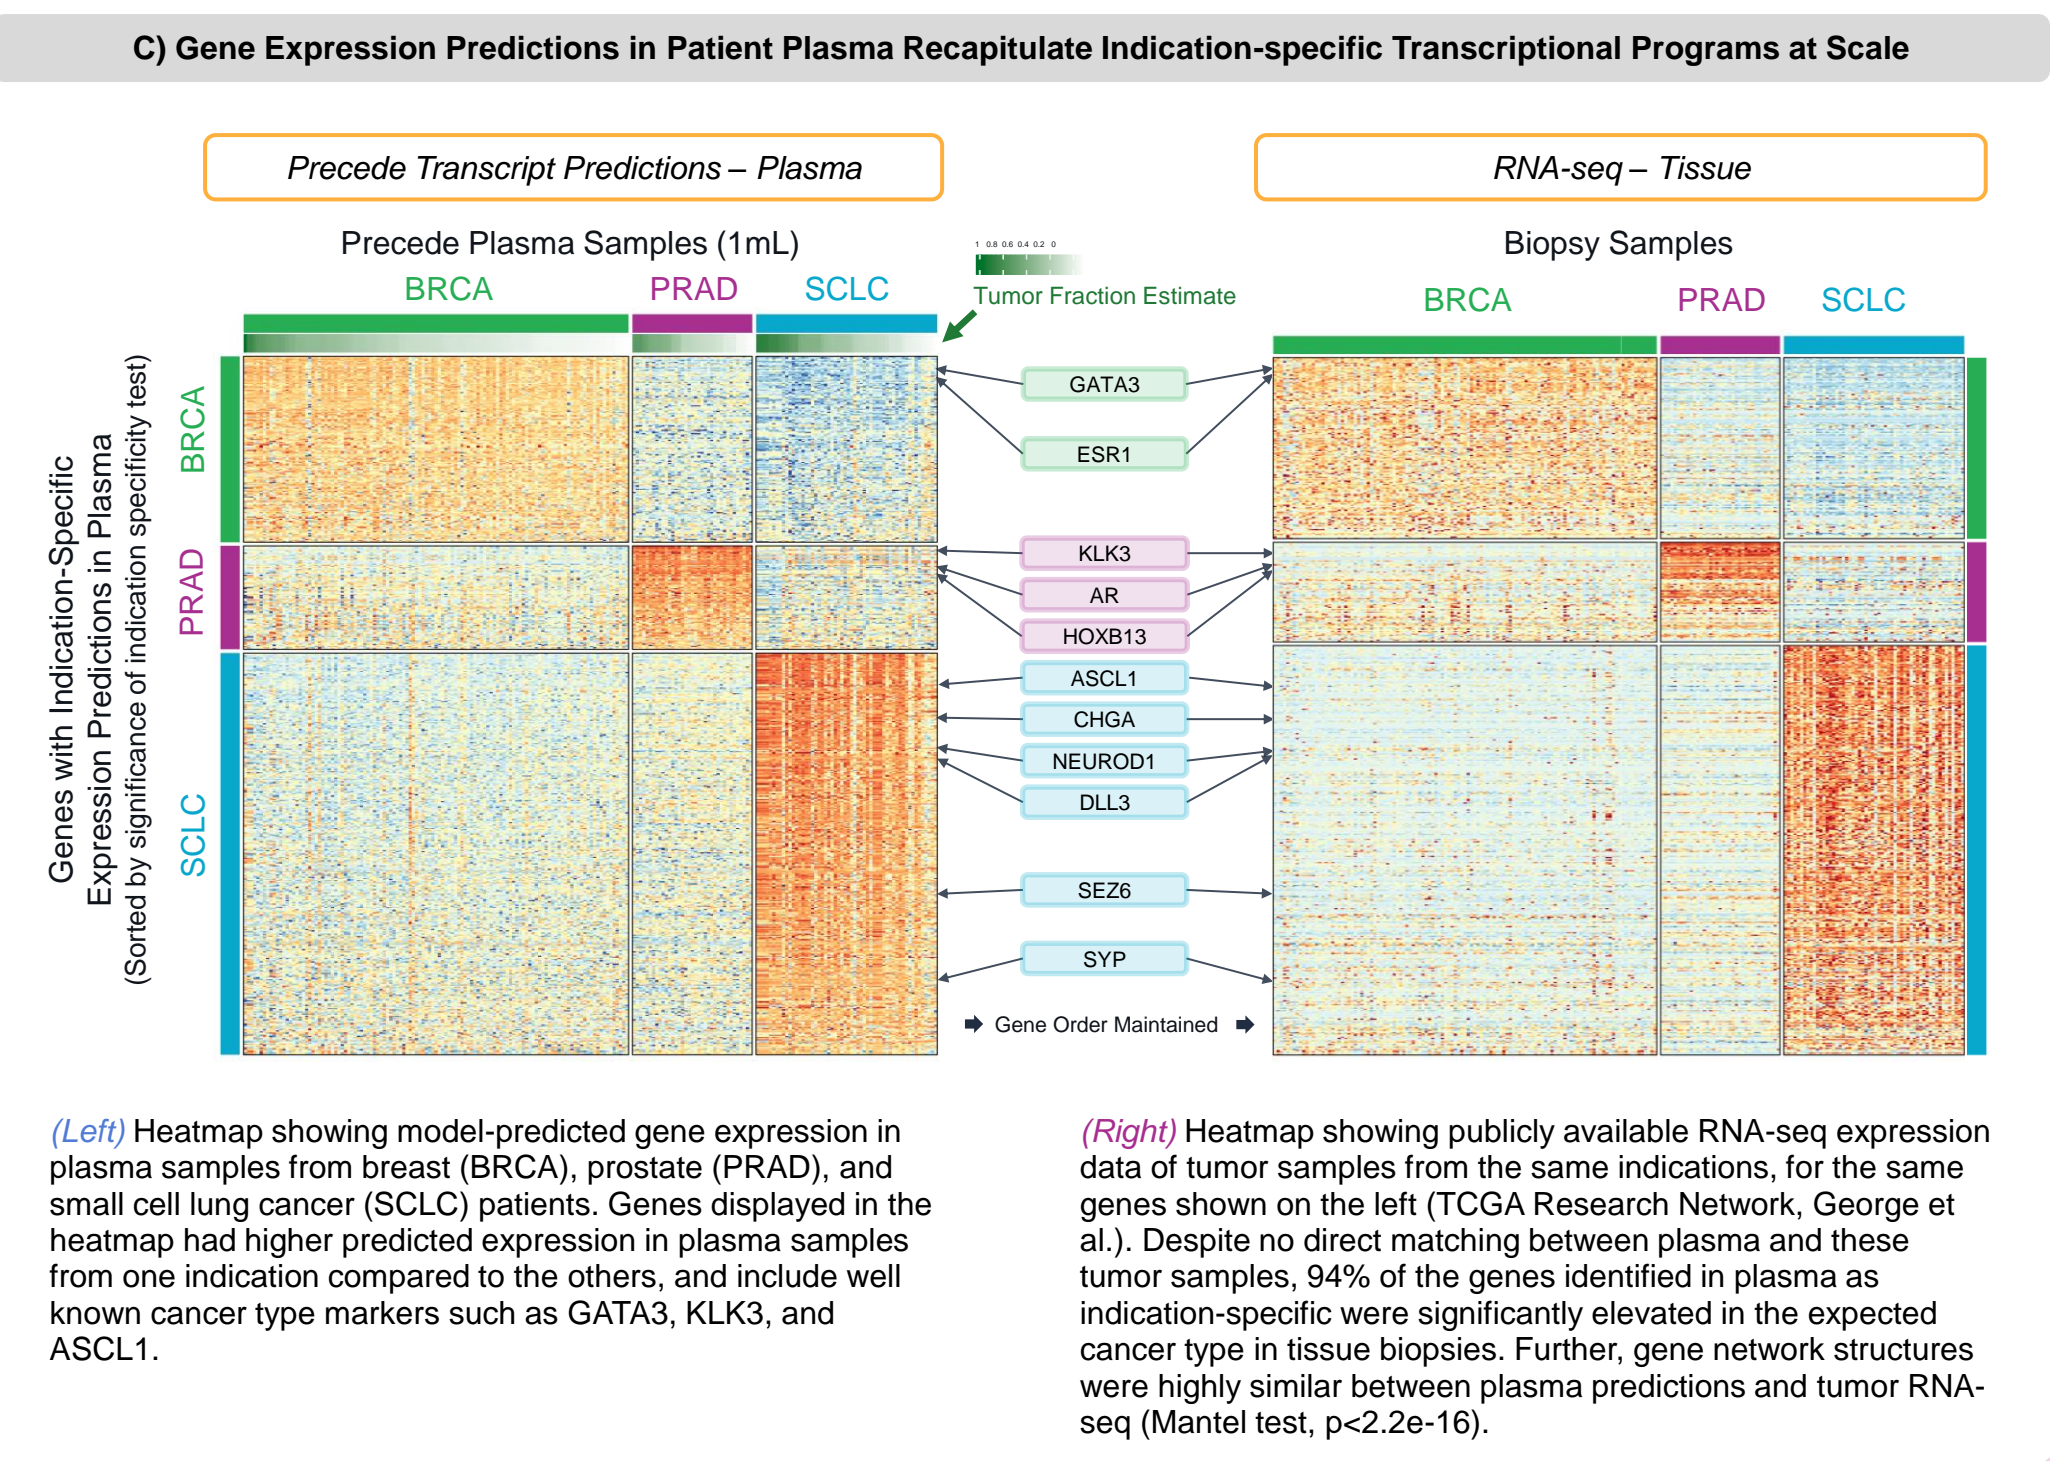 C) Gene Expression Predictions in Patient Plasma Recapitulate Indication-specific Transcriptional Programs at Scale
Precede Transcript Predictions – Plasma
RNA-seq – Tissue
Precede Plasma Samples (1mL)
BRCA
PRAD
SCLC
1 0.8 0.6 0.4 0.2 0
Tumor Fraction Estimate
Biopsy Samples
BRCA
PRAD
SCLC
Genes with Indication-Specific
Expression Predictions in Plasma
(Sorted by significance of indication specificity test)
BRCA
PRAD
SCLC
GATA3
ESR1
KLK3
AR
HOXB13
ASCL1
CHGA
NEUROD1
DLL3
SEZ6
SYP
Gene Order Maintained
(Left) Heatmap showing model-predicted gene expression in
plasma samples from breast (BRCA), prostate (PRAD), and
small cell lung cancer (SCLC) patients. Genes displayed in the
heatmap had higher predicted expression in plasma samples
from one indication compared to the others, and include well
known cancer type markers such as GATA3, KLK3, and
ASCL1.
(Right) Heatmap showing publicly available RNA-seq expression
data of tumor samples from the same indications, for the same
genes shown on the left (TCGA Research Network, George et
al.). Despite no direct matching between plasma and these
tumor samples, 94% of the genes identified in plasma as
indication-specific were significantly elevated in the expected
cancer type in tissue biopsies. Further, gene network structures
were highly similar between plasma predictions and tumor RNA-
seq (Mantel test, p<2.2e-16).